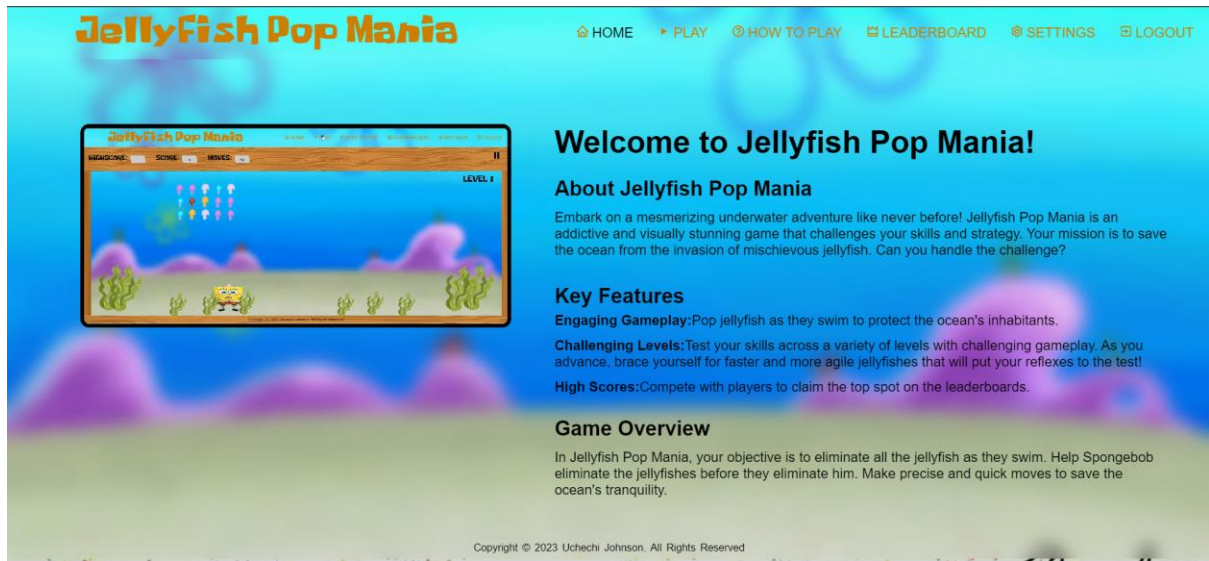 JellyFish Pop Mania
HOME PLAY HOW TO PLAY LEADERBOARD SETTINGS LOGOUT
JellyFish Pop Mania
HIGHSCORE: SCORE: MOVES:
LEVEL 1
Welcome to Jellyfish Pop Mania!
About Jellyfish Pop Mania
Embark on a mesmerizing underwater adventure like never before! Jellyfish Pop Mania is an
addictive and visually stunning game that challenges your skills and strategy. Your mission is to save
the ocean from the invasion of mischievous jellyfish. Can you handle the challenge?
Key Features
Engaging Gameplay:Pop jellyfish as they swim to protect the ocean's inhabitants.
Challenging Levels:Test your skills across a variety of levels with challenging gameplay. As you
advance, brace yourself for faster and more agile jellyfishes that will put your reflexes to the test!
High Scores:Compete with players to claim the top spot on the leaderboards.
Game Overview
In Jellyfish Pop Mania, your objective is to eliminate all the jellyfish as they swim. Help Spongebob
eliminate the jellyfishes before they eliminate him. Make precise and quick moves to save the
ocean's tranquility.
Copyright © 2023 Uchechi Johnson. All Rights Reserved